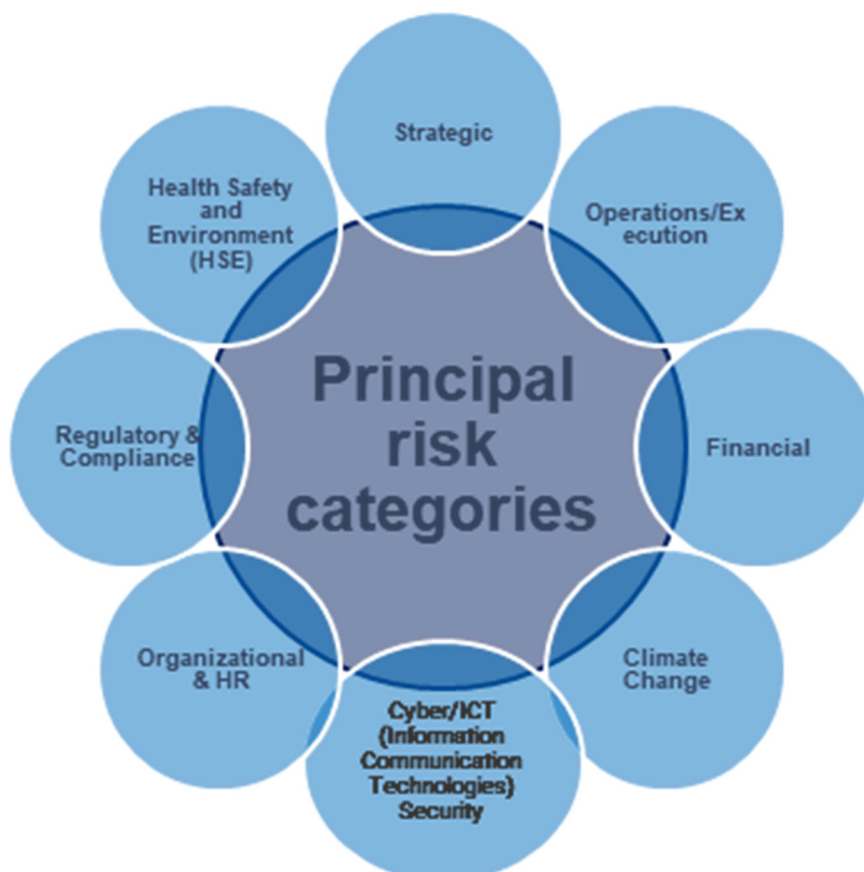 Strategic
Operations/Ex
ecution
Financial
Climate
Change
Cyber/ICT
(Information
Communication
Technologies)
Security
Organizational
& HR
Regulatory &
Compliance
Health Safety
and
Environment
(HSE)
Principal
risk
categories